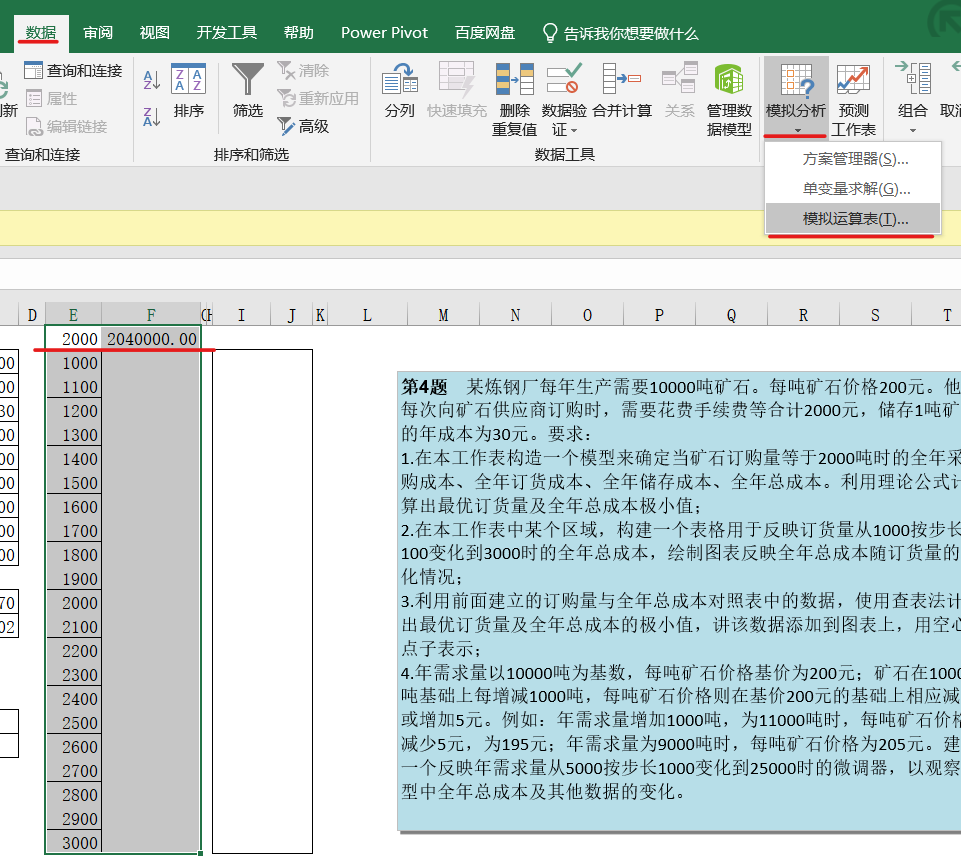 数据 审阅 视图 开发工具 帮助 Power Pivot 百度网盘 告诉我你想要做什么
查询和连接 清除
新 属性 排序 筛选 重新应用 分列 快速填充 删除 数据验 合并计算 关系 管理数 模拟分析 预测 组合 取消
编辑链接 高级 重复值 证 据模型 工作表
查询和连接 排序和筛选 数据工具
方案管理器(S)...
单变量求解(G)...
模拟运算表(T)...
D E F I J K L M N O P Q R S T
2000 2040000.00
00 1000
00 1100
30 1200
00 1300
00 1400
00 1500
00 1600
00 1700
00 1800
1900
70 2000
02 2100
2200
2300
2400
2500
2600
2700
2800
2900
3000
第4题 某炼钢厂每年生产需要10000吨矿石。每吨矿石价格200元。他
每次向矿石供应商订购时，需要花费手续费等合计2000元，储存1吨矿
的年成本为30元。要求：
1.在本工作表构造一个模型来确定当矿石订购量等于2000吨时的全年采
购成本、全年订货成本、全年储存成本、全年总成本。利用理论公式计
算出最优订货量及全年总成本极小值；
2.在本工作表中某个区域，构建一个表格用于反映订货量从1000按步长
100变化到3000时的全年总成本，绘制图表反映全年总成本随订货量的
化情况；
3.利用前面建立的订购量与全年总成本对照表中的数据，使用查表法计
出最优订货量及全年总成本的极小值，讲该数据添加到图表上，用空心
点子表示；
4.年需求量以10000吨为基数，每吨矿石价格基价为200元；矿石在1000
吨基础上每增减1000吨，每吨矿石价格则在基价200元的基础上相应减
或增加5元。例如：年需求量增加1000吨，为11000吨时，每吨矿石价格
减少5元，为195元；年需求量为9000吨时，每吨矿石价格为205元。建
一个反映年需求量从5000按步长1000变化到25000时的微调器，以观察
型中全年总成本及其他数据的变化。